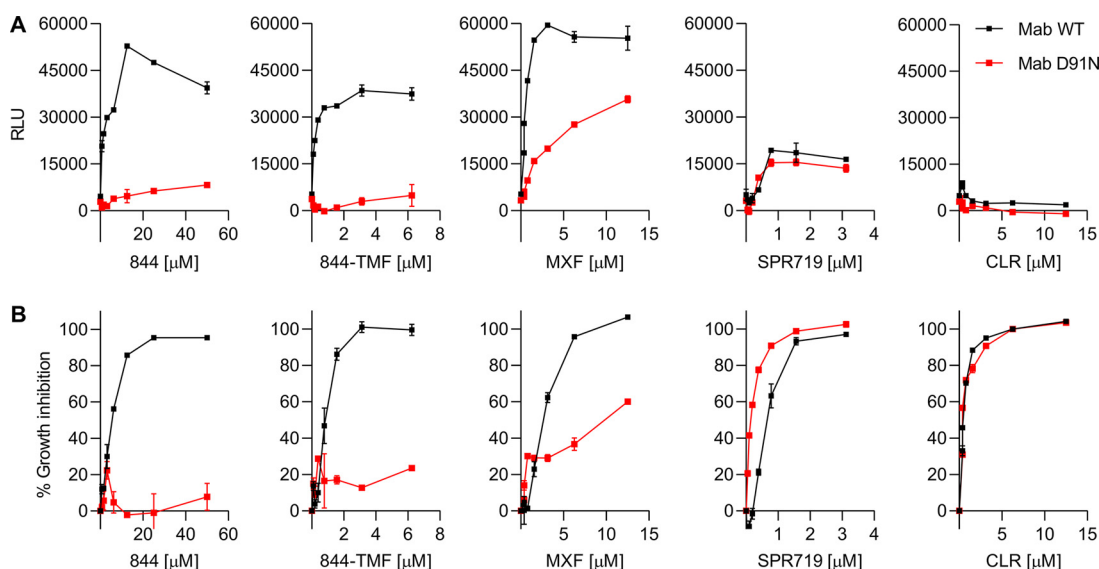 A
RLU
60000 45000 30000 15000 0
20 40 60
844 [μM]
60000 45000 30000 15000 0
2 4 6 8
844-TMF [μM]
60000 45000 30000 15000 0
5 10 15
MXF [μM]
60000 45000 30000 15000 0
1 2 3 4
SPR719 [μM]
60000 45000 30000 15000 0
5 10 15
CLR [μM]
Mab WT
Mab D91N
B
% Growth inhibition
100 80 60 40 20 0
0 20 40 60
844 [μM]
100 80 60 40 20 0
0 2 4 6 8
844-TMF [μM]
100 80 60 40 20 0
0 5 10 15
MXF [μM]
100 80 60 40 20 0
0 1 2 3 4
SPR719 [μM]
100 80 60 40 20 0
0 5 10 15
CLR [μM]